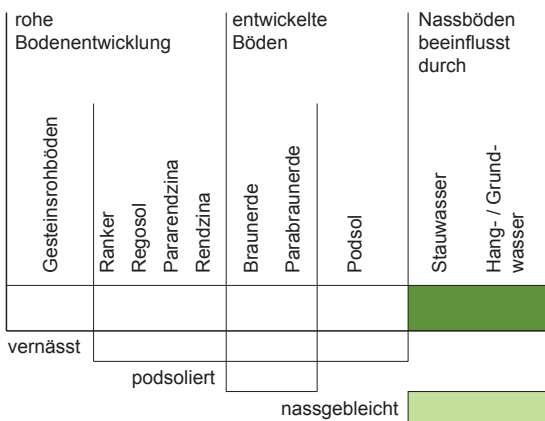 rohe
Bodenentwicklung
entwickelte
Böden
Nassböden
beeinflusst
durch
Gesteinsrohböden
Ranker
Regosol
Pararendzina
Rendzina
Braunerde
Parabraunerde
Podsol
Stauwasser
Hang- / Grund-
wasser
vernässt
podsoliert
nassgebleicht